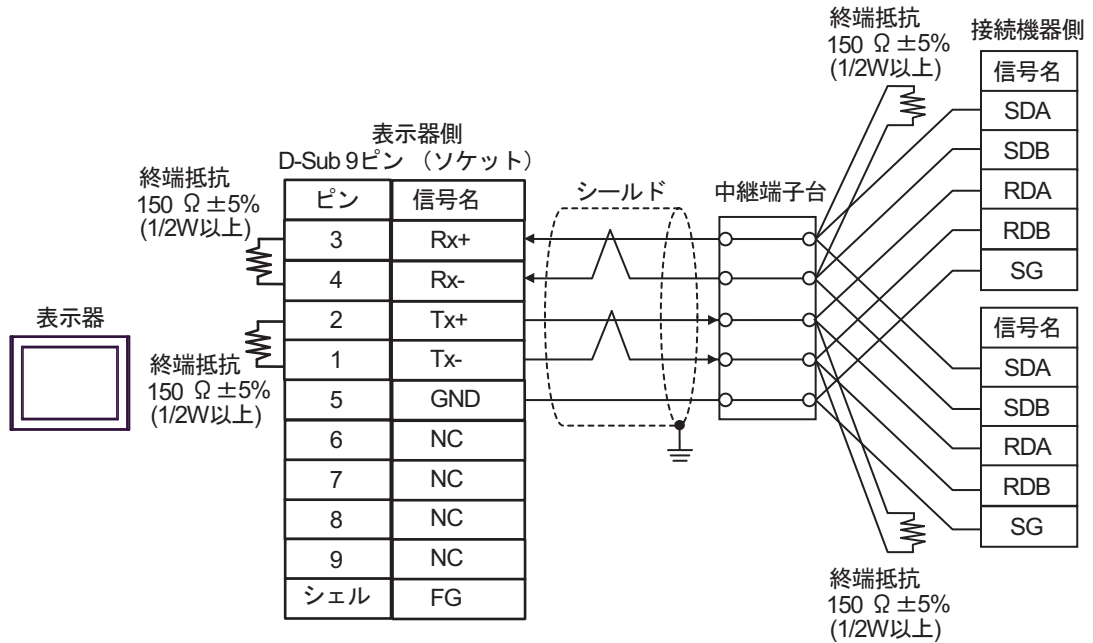 終端抵抗
150 Ω ±5%
(1/2W以上)
接続機器側
信号名
SDA
SDB
RDA
RDB
SG
表示器側
D-Sub 9ピン （ソケット）
終端抵抗
150 Ω ±5%
(1/2W以上)
シールド
中継端子台
ピン 信号名
3 Rx+
4 Rx-
2 Tx+
1 Tx-
5 GND
6 NC
7 NC
8 NC
9 NC
シェル FG
表示器
終端抵抗
150 Ω ±5%
(1/2W以上)
信号名
SDA
SDB
RDA
RDB
SG
終端抵抗
150 Ω ±5%
(1/2W以上)